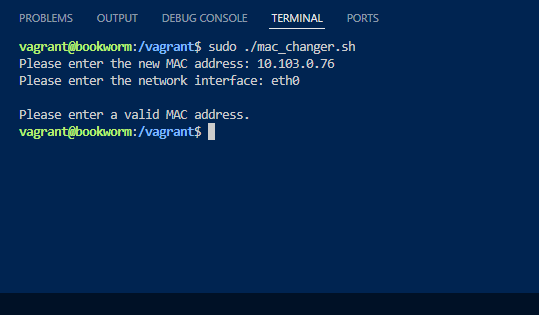 PROBLEMS OUTPUT DEBUG CONSOLE TERMINAL PORTS
vagrant@bookworm:/vagrant$ sudo ./mac_changer.sh
Please enter the new MAC address: 10.103.0.76
Please enter the network interface: eth0
Please enter a valid MAC address.
vagrant@bookworm:/vagrant$